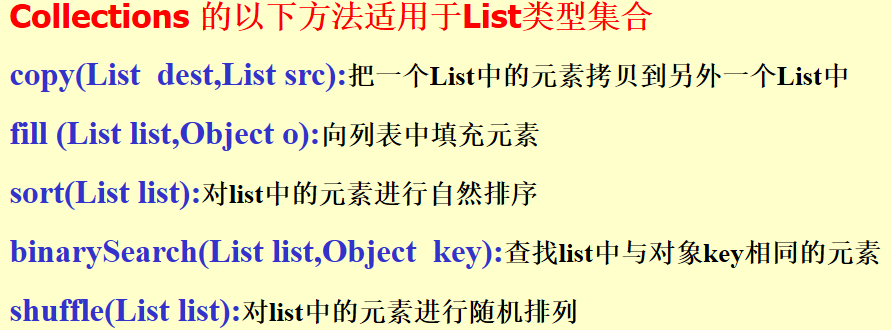 Collections 的以下方法适用于List类型集合
copy(List  dest,List src):把一个List中的元素拷贝到另外一个List中
fill (List list,Object o):向列表中填充元素
sort(List list):对list中的元素进行自然排序
binarySearch(List list,Object  key):查找list中与对象key相同的元素
shuffle(List list):对list中的元素进行随机排列